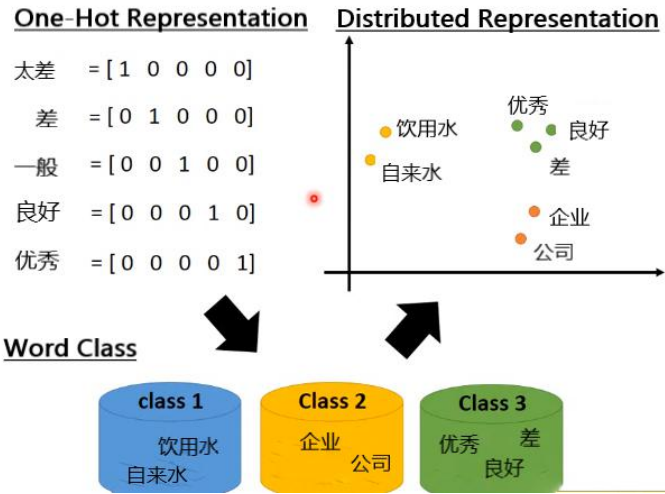 One-Hot Representation
太差 = [ 1 0 0 0 0]
差 = [ 0 1 0 0 0]
一般 = [ 0 0 1 0 0]
良好 = [ 0 0 0 1 0]
优秀 = [ 0 0 0 0 1]
Distributed Representation
优秀
饮用水
良好
自来水
差
企业
公司
Word Class
class 1
饮用水
自来水
Class 2
企业
公司
Class 3
优秀 差
良好